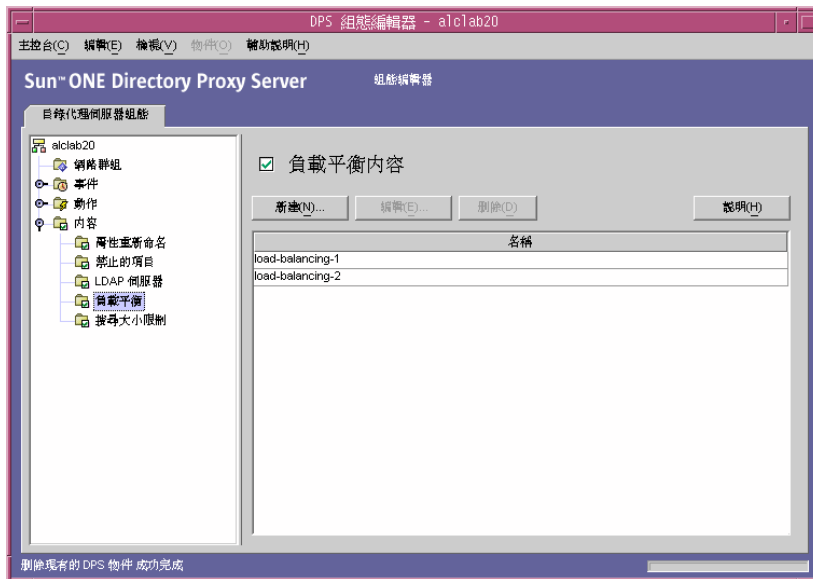 DPS 組態編輯器 - alclab20
主控台(C) 編輯(E) 檢視(V) 物件(O) 輔助說明(H)
Sun™ ONE Directory Proxy Server 組態編輯器
目錄代理伺服器組態
alclab20
網路群組
事件
動作
內容
屬性重新命名
禁止的項目
LDAP 伺服器
負載平衡
搜尋大小限制
負載平衡內容
新建(N)... 編輯(E)... 刪除(D) 說明(H)
名稱
load-balancing-1
load-balancing-2
刪除現有的 DPS 物件 成功完成